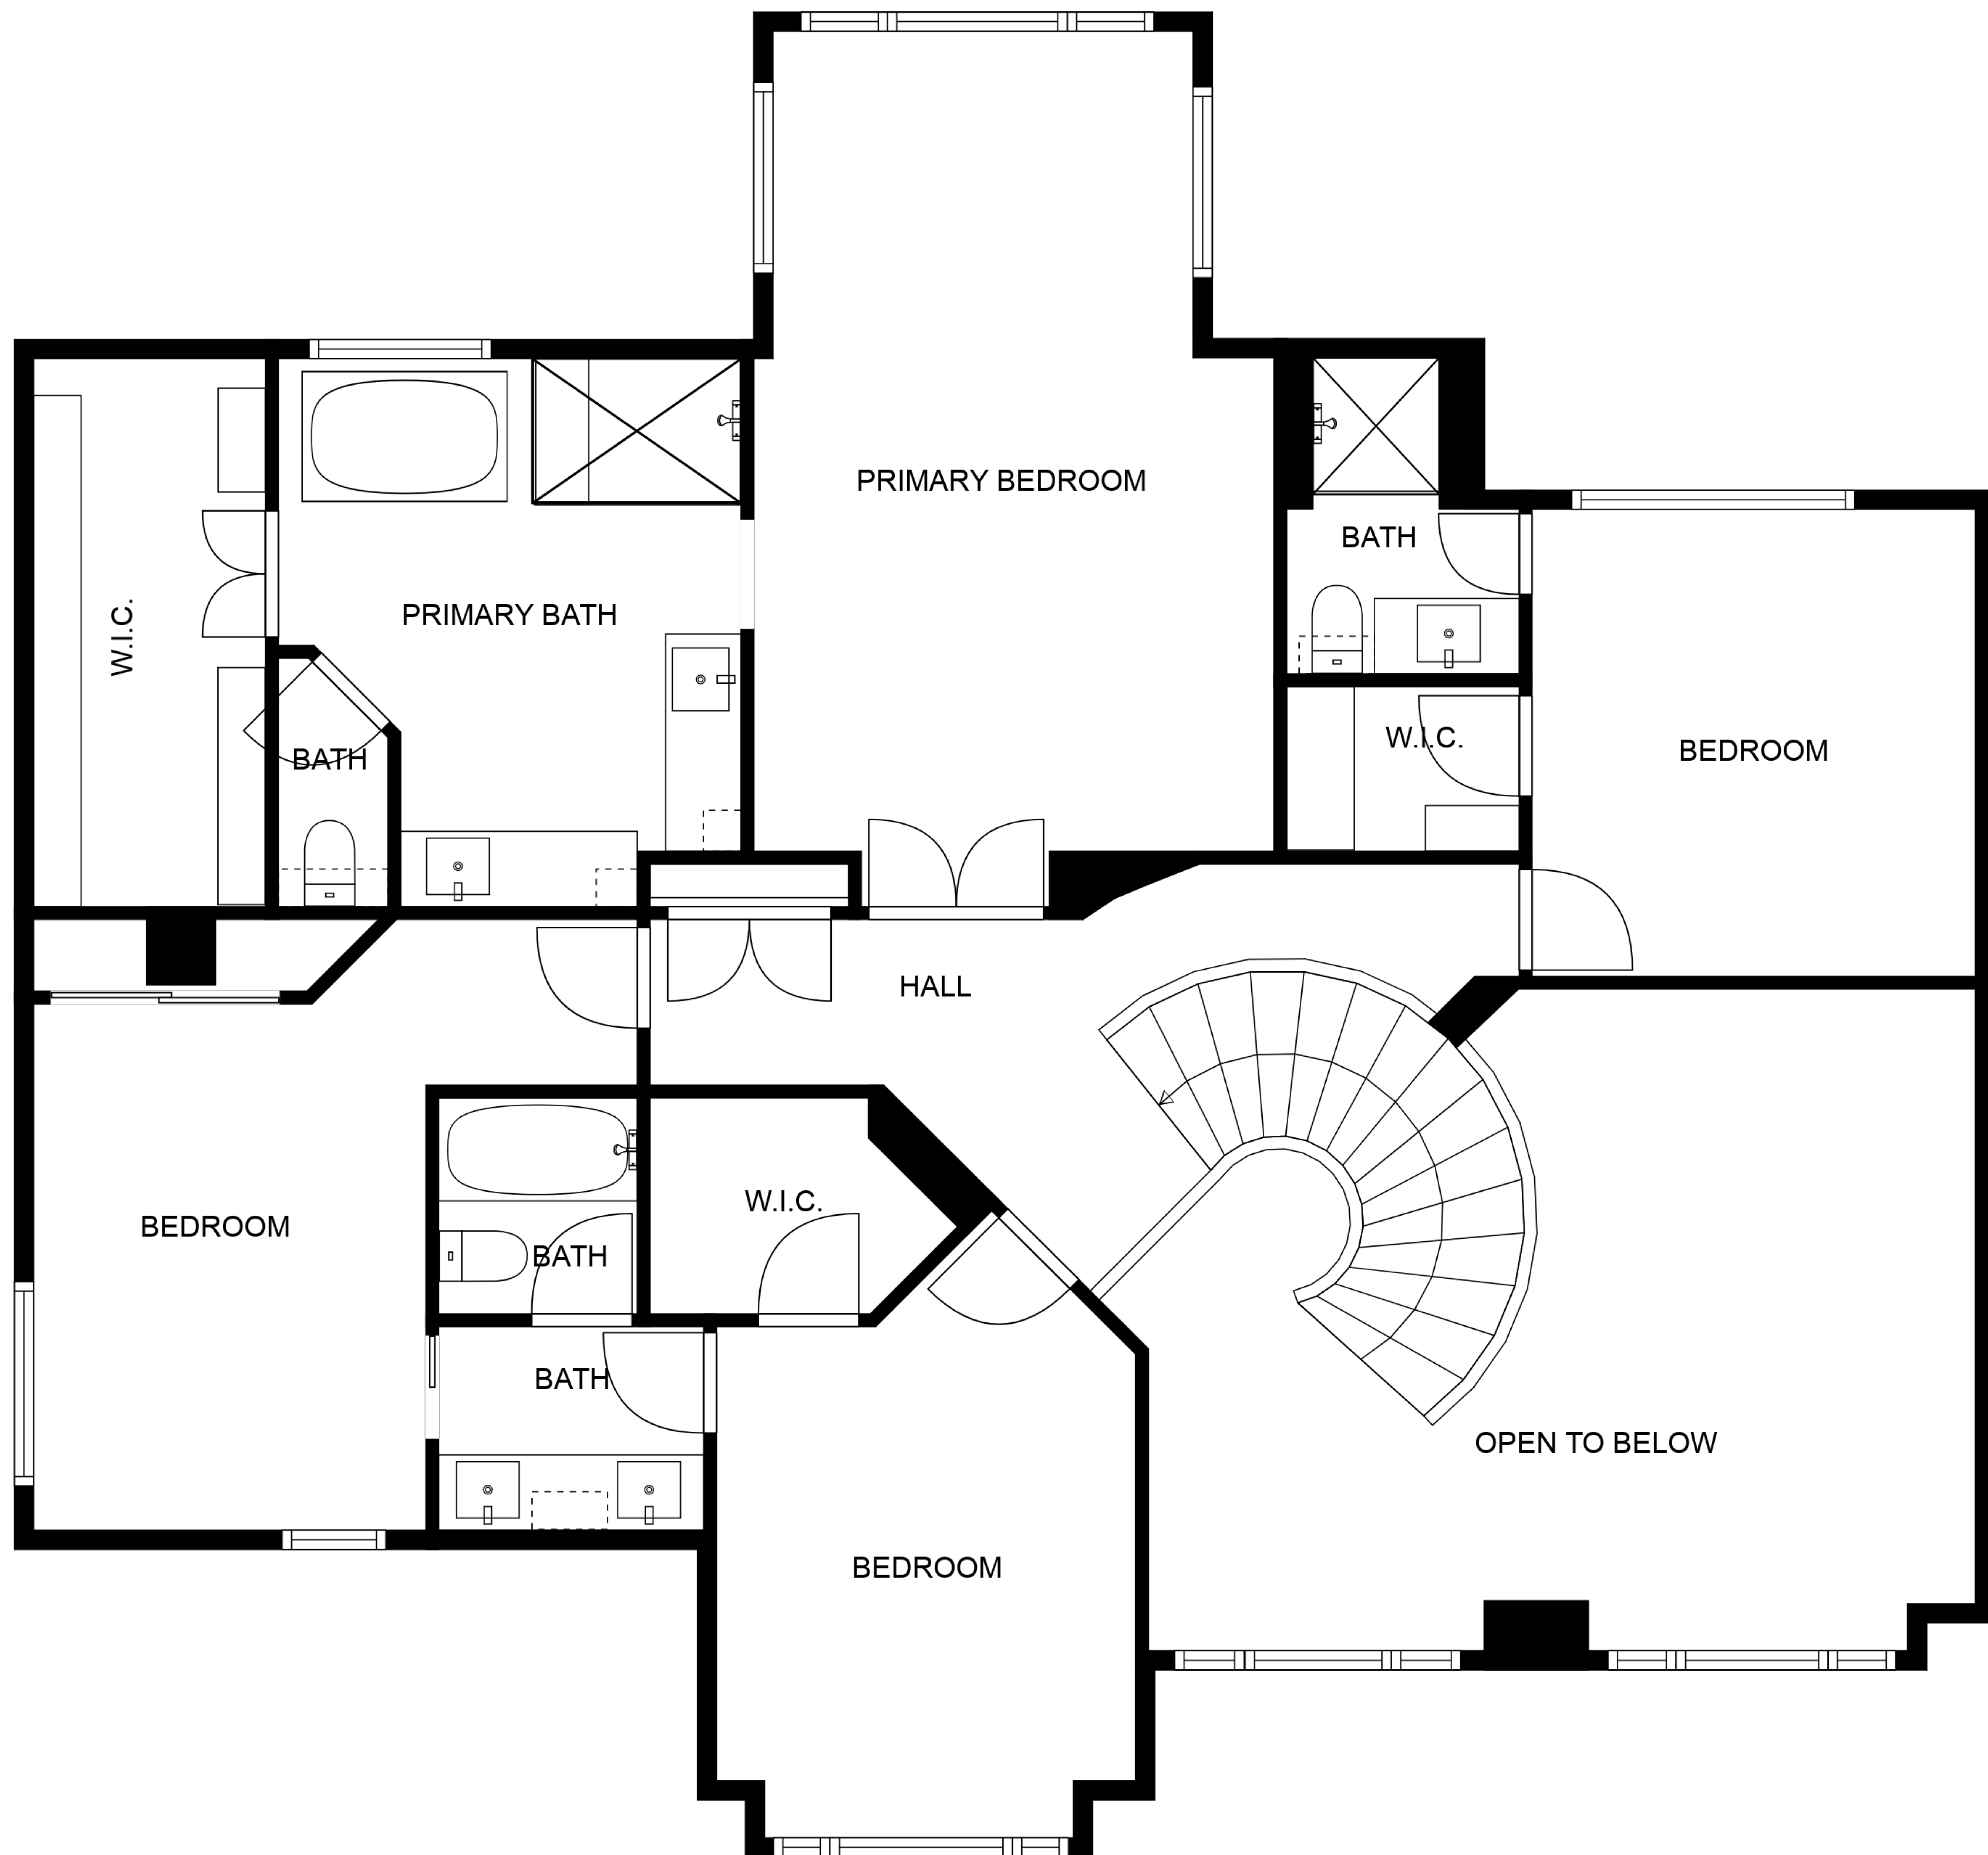 PRIMARY BEDROOM
BATH
PRIMARY BATH
W.I.C.
W.I.C.
BEDROOM
BATH
HALL
W.I.C.
BEDROOM
BATH
BATH
OPEN TO BELOW
BEDROOM